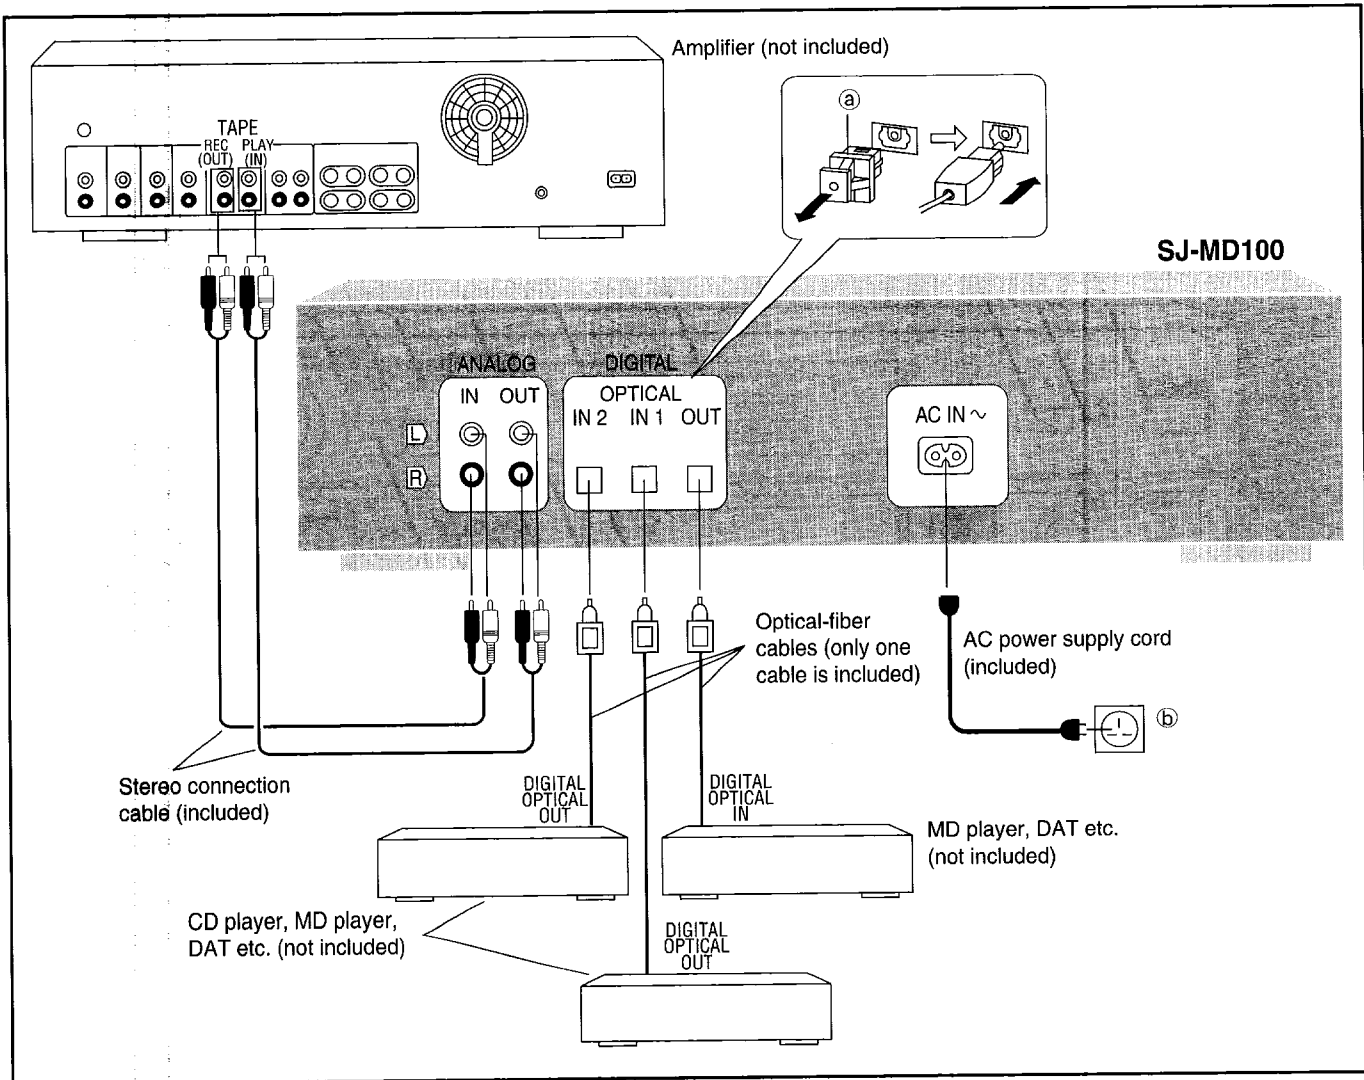 Amplifier (not included)
TAPE
REC PLAY
(OUT) (IN)
ⓐ
SJ-MD100
ANALOG
DIGITAL
IN OUT
OPTICAL
IN 2 IN 1 OUT
L
R
AC IN ~
Optical-fiber
cables (only one
cable is included)
AC power supply cord
(included)
ⓑ
Stereo connection
cable (included)
DIGITAL
OPTICAL
OUT
DIGITAL
OPTICAL
IN
MD player, DAT etc.
(not included)
CD player, MD player,
DAT etc. (not included)
DIGITAL
OPTICAL
OUT